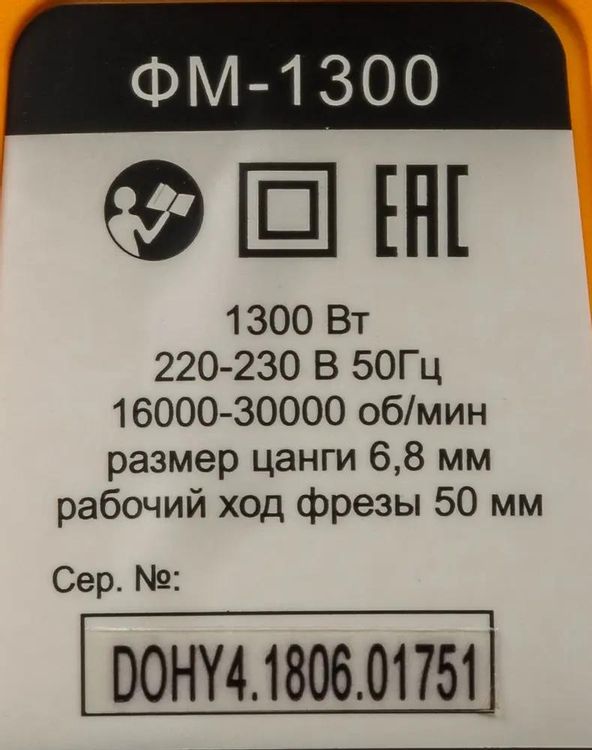 ФМ-1300
EAC
1300 Вт
220-230 В 50Гц
16000-30000 об/мин
размер цанги 6,8 мм
рабочий ход фрезы 50 мм
Сер. №:
DOHY4.1806.01751